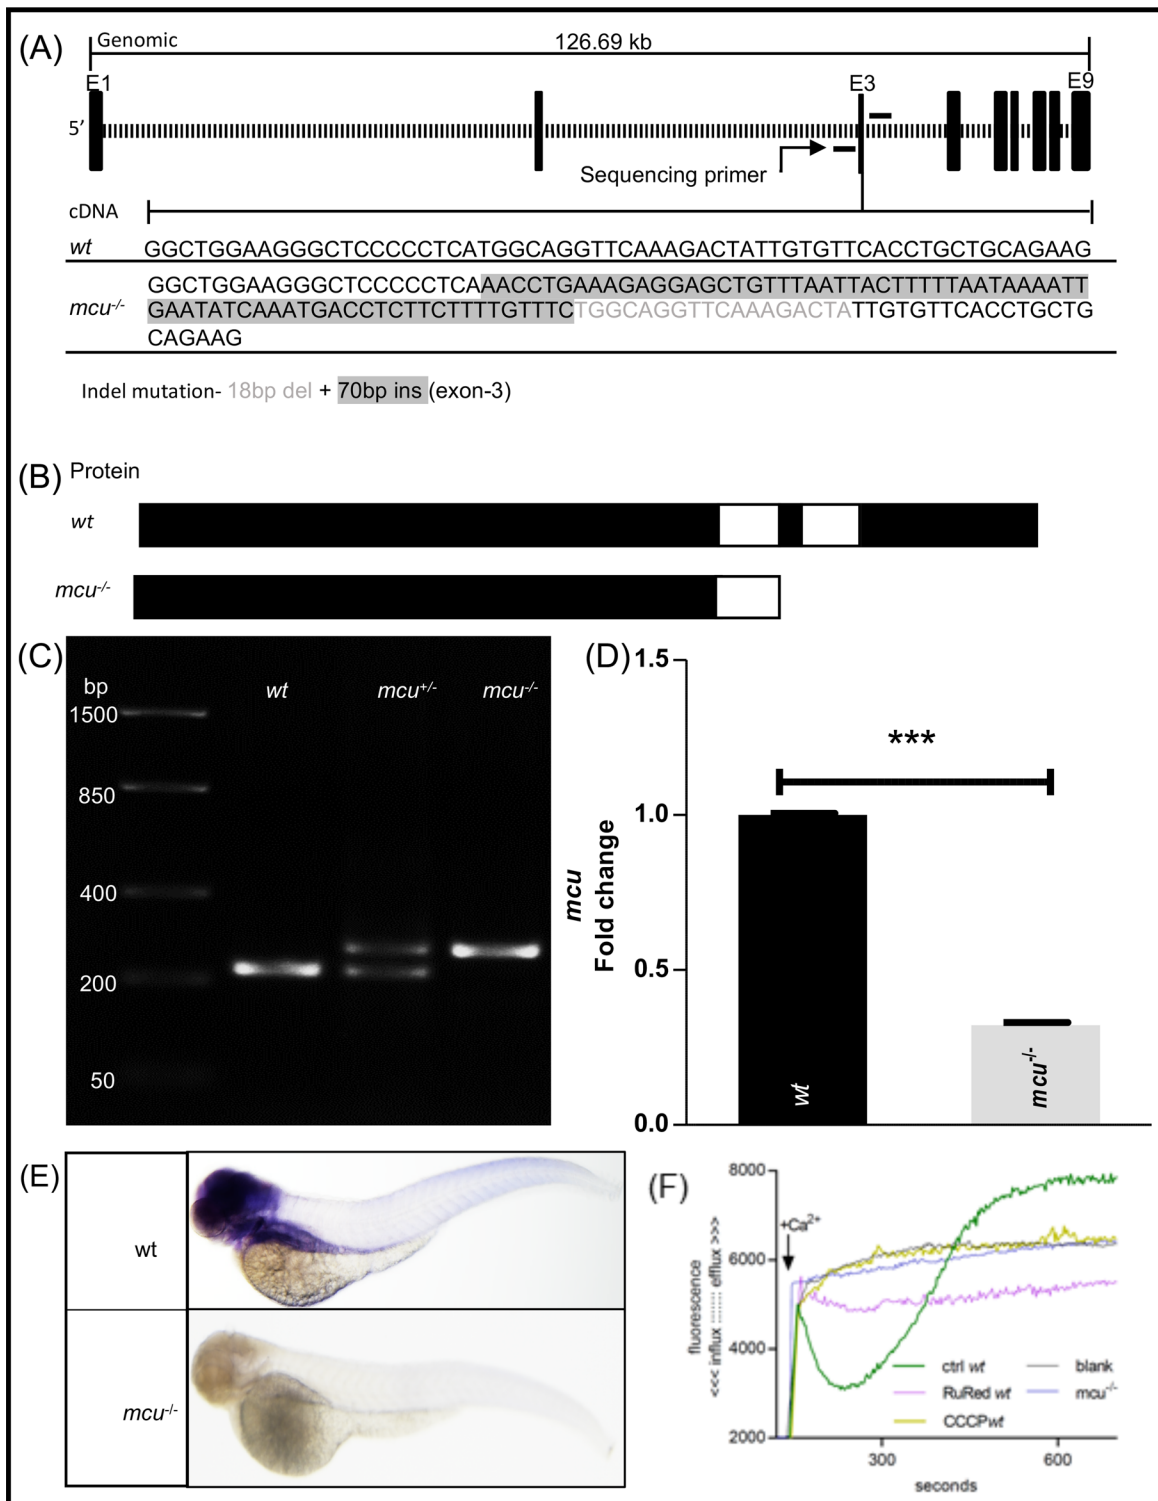 (A)
Genomic
126.69 kb
E1
E3
E9
5'
Sequencing primer
cDNA
wt
GGCTGGAAGGGCTCCCCCTCATGGCAGGTTCAAAGACTATTGTGTTCACCTGCTGCAGAAG
mcu-/-
GGCTGGAAGGGCTCCCCCTCAAACCTGAAAGAGGAGCTGTTTAATTACTTTTTAATAAAATT
GAATATCAAATGACCTCTTCTTTTGTTTCTGGCAGGTTCAAAGACTATTGTGTTCACCTGCTG
CAGAAG
Indel mutation- 18bp del + 70bp ins (exon-3)
(B) Protein
wt
mcu-/-
(C)
bp
wt
mcu+/-
mcu-/-
1500
850
400
200
50
(D)
1.5
1.0
0.5
0.0
mcu
Fold change
***
wt
mcu-/-
(E)
wt
mcu-/-
(F)
8000
6000
4000
2000
fluorescence
<<< influx ::::::: efflux >>>
+Ca2+
ctrl wt
RuRed wt
CCCPwt
blank
mcu-/-
300
600
seconds